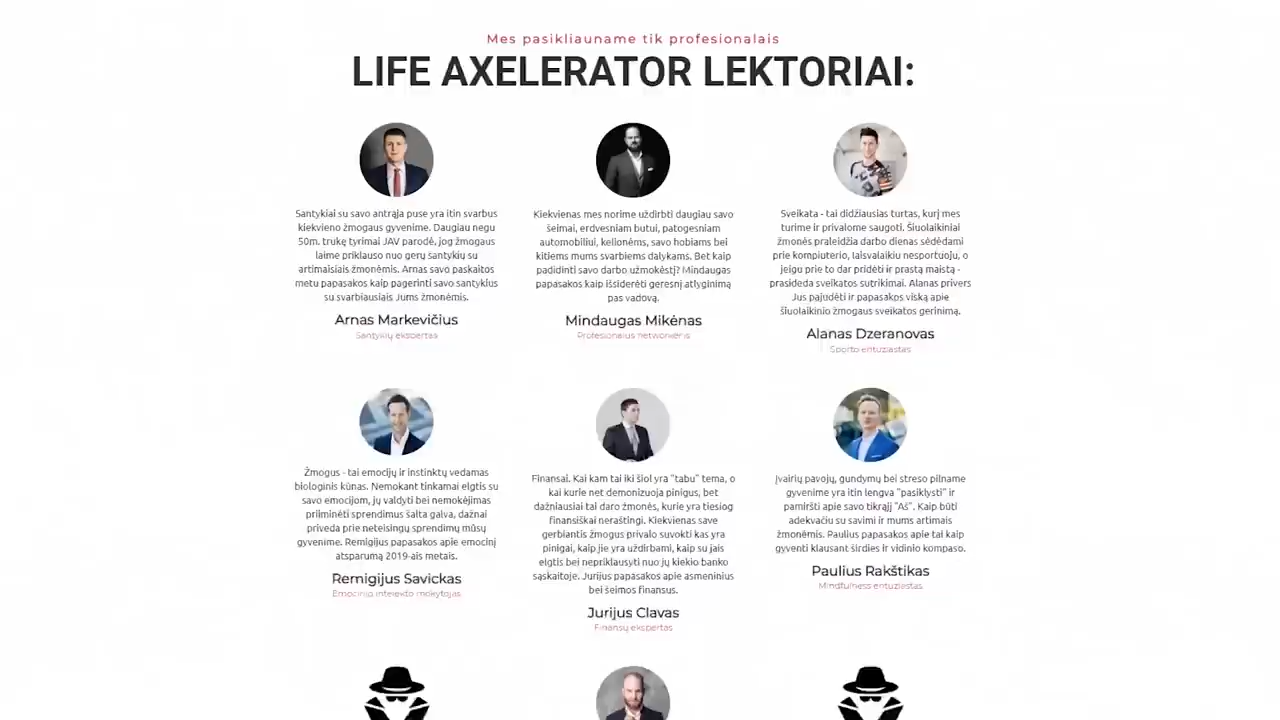 Mes pasikliauname tik profesionalais
LIFE AXELERATOR LEKTORIAI:
Santykiai su savo antrąja puse yra itin svarbus
kiekvieno žmogaus gyvenime. Daugiau negu
50m. trukę tyrimai JAV parodė, jog žmogaus
laimė priklauso nuo gerų santykių su
artimaisiais žmonėmis. Arnas savo paskaitos
metu papasakos kaip pagerinti savo santykius
su svarbiausiais Jums žmonėmis.
Arnas Markevičius
Santykių ekspertas
Kiekvienas mes norime uždirbti daugiau savo
šeimai, erdvesniam butui, patogesniam
automobiliui, kelionėms, savo hobiams bei
kitiems mums svarbiems dalykams. Bet kaip
padidinti savo darbo užmokestį? Mindaugas
papasakos kaip išsiderėti geresnį atlyginimą
pas vadovą.
Mindaugas Mikėnas
Profesionalus networkeris
Sveikata - tai didžiausias turtas, kurį mes
turime ir privalome saugoti. Šiuolaikiniai
žmonės praleidžia darbo dienas sėdėdami
prie kompiuterio, laisvalaikiu nesportuoju, o
jeigu prie to dar pridėti ir prastą maistą -
prasideda sveikatos sutrikimai. Alanas privers
Jus pajudėti ir papasakos viską apie
šiuolaikinio žmogaus sveikatos gerinimą.
Alanas Dzeranovas
Sporto entuziastas
Žmogus - tai emocijų ir instinktų vedamas
biologinis kūnas. Nemokant tinkamai elgtis su
savo emocijom, jų valdyti bei nemokėjimas
priiminėti sprendimus šalta galva, dažnai
priveda prie neteisingų sprendimų mūsų
gyvenime. Remigijus papasakos apie emocinį
atsparumą 2019-ais metais.
Remigijus Savickas
Emocinio intelekto mokytojas
Finansai. Kai kam tai iki šiol yra "tabu" tema, o
kai kurie net demonizuoja pinigus, bet
dažniausiai tai daro žmonės, kurie yra tiesiog
finansiškai neraštingi. Kiekvienas save
gerbiantis žmogus privalo suvokti kas yra
pinigai, kaip jie yra uždirbami, kaip su jais
elgtis bei nepriklausyti nuo jų kiekio banko
sąskaitoje. Jurijus papasakos apie asmeninius
bei šeimos finansus.
Jurijus Clavas
Finansų ekspertas
Įvairių pavojų, gundymų bei streso pilname
gyvenime yra itin lengva "pasiklysti" ir
pamiršti apie savo tikrąjį "Aš". Kaip būti
adekvačiu su savimi ir mums artimais
žmonėmis. Paulius papasakos apie tai kaip
gyventi klausant širdies ir vidinio kompaso.
Paulius Rakštikas
Mindfulness entuziastas